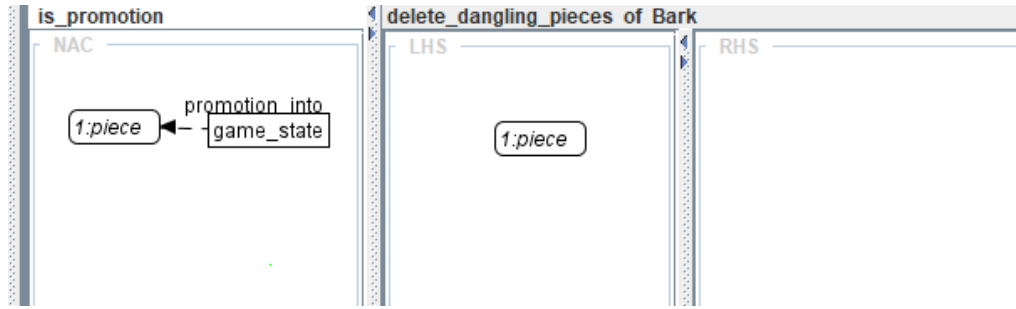 is_promotion
NAC
promotion_into
1:piece
game_state
delete_dangling_pieces of Bark
LHS
1:piece
RHS